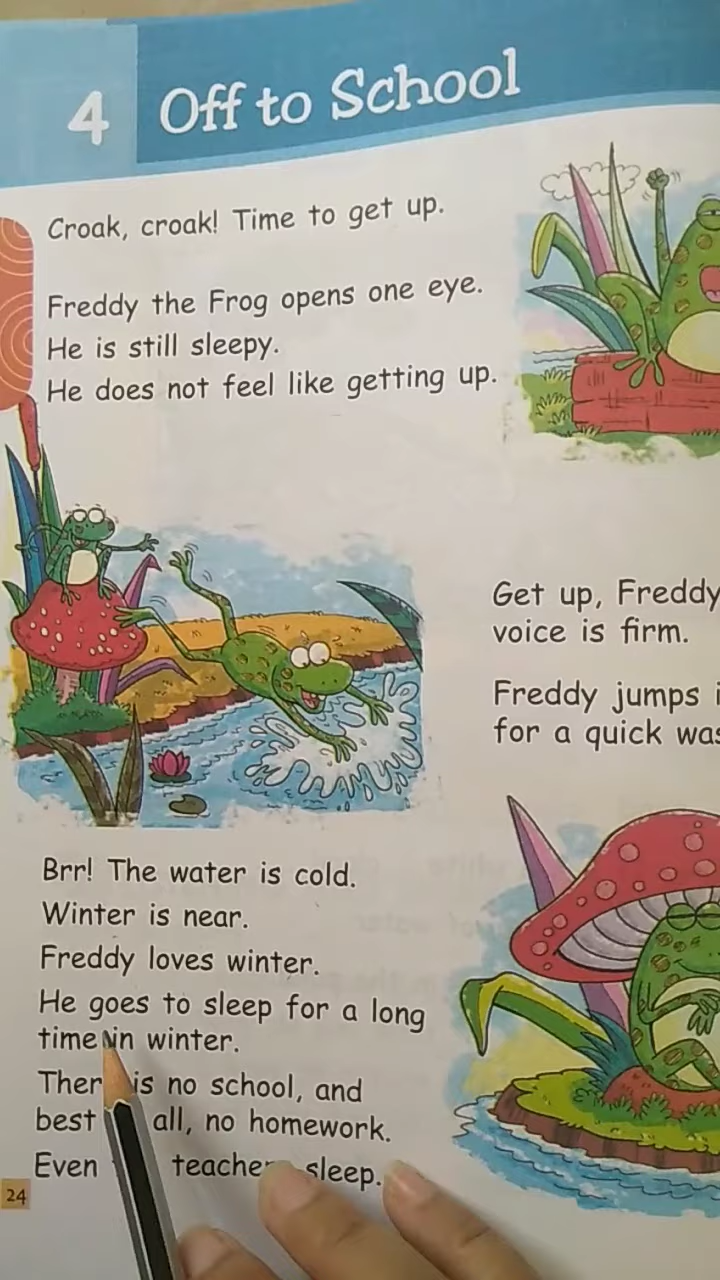 4 Off to School
Croak, croak! Time to get up.
Freddy the Frog opens one eye.
He is still sleepy.
He does not feel like getting up.
Get up, Freddy
voice is firm.
Freddy jumps
for a quick
Brr! The water is cold.
Winter is near.
Freddy loves winter.
He goes to sleep for a long
time in winter.
is no school, and
best all, no homework.
Even sleep.
24